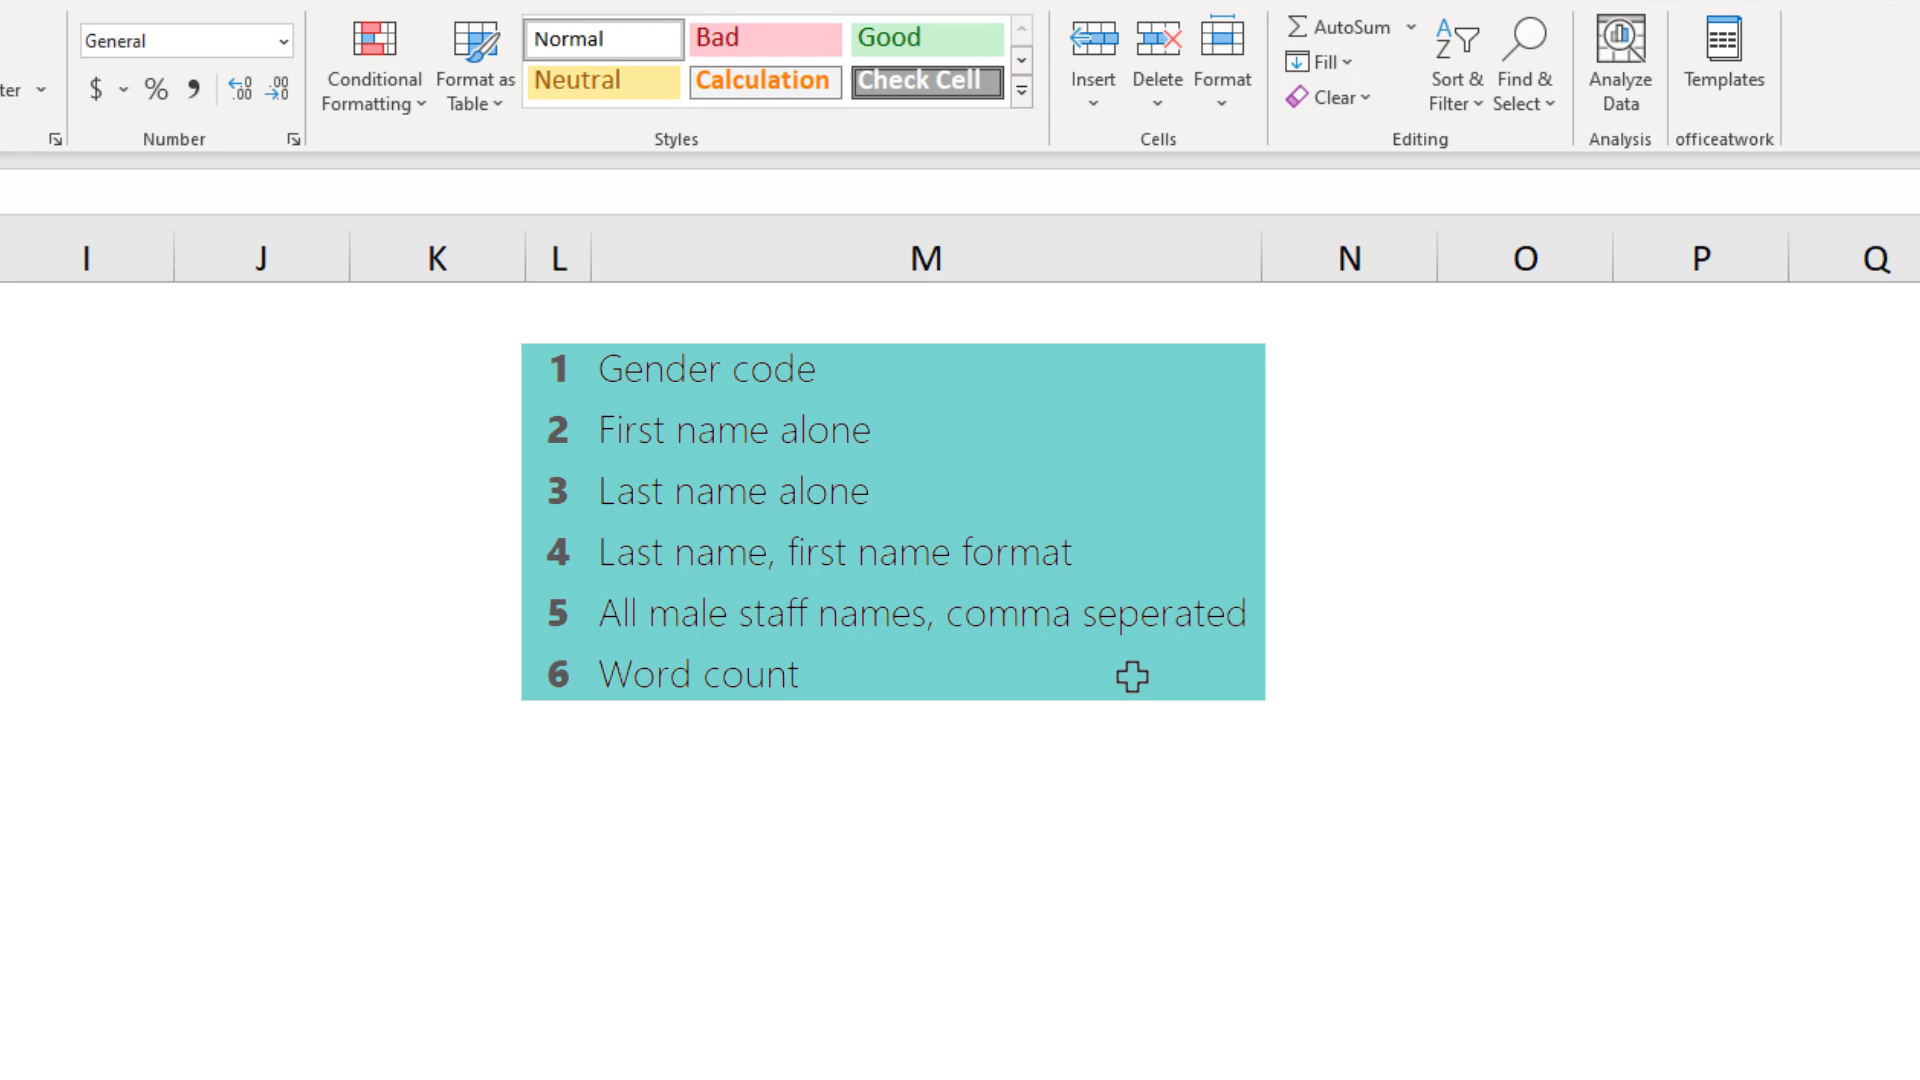 General
Conditional
Formatting
Format as
Table
Normal
Bad
Good
Neutral
Calculation
Check Cell
Insert
Delete
Format
AutoSum
Fill
Clear
Sort &
Filter
Find &
Select
Analyze
Data
Templates
ter
$ % , .00 .00
Number
Styles
Cells
Editing
Analysis
officeatwork
I J K L M N O P Q
1 Gender code
2 First name alone
3 Last name alone
4 Last name, first name format
5 All male staff names, comma seperated
6 Word count